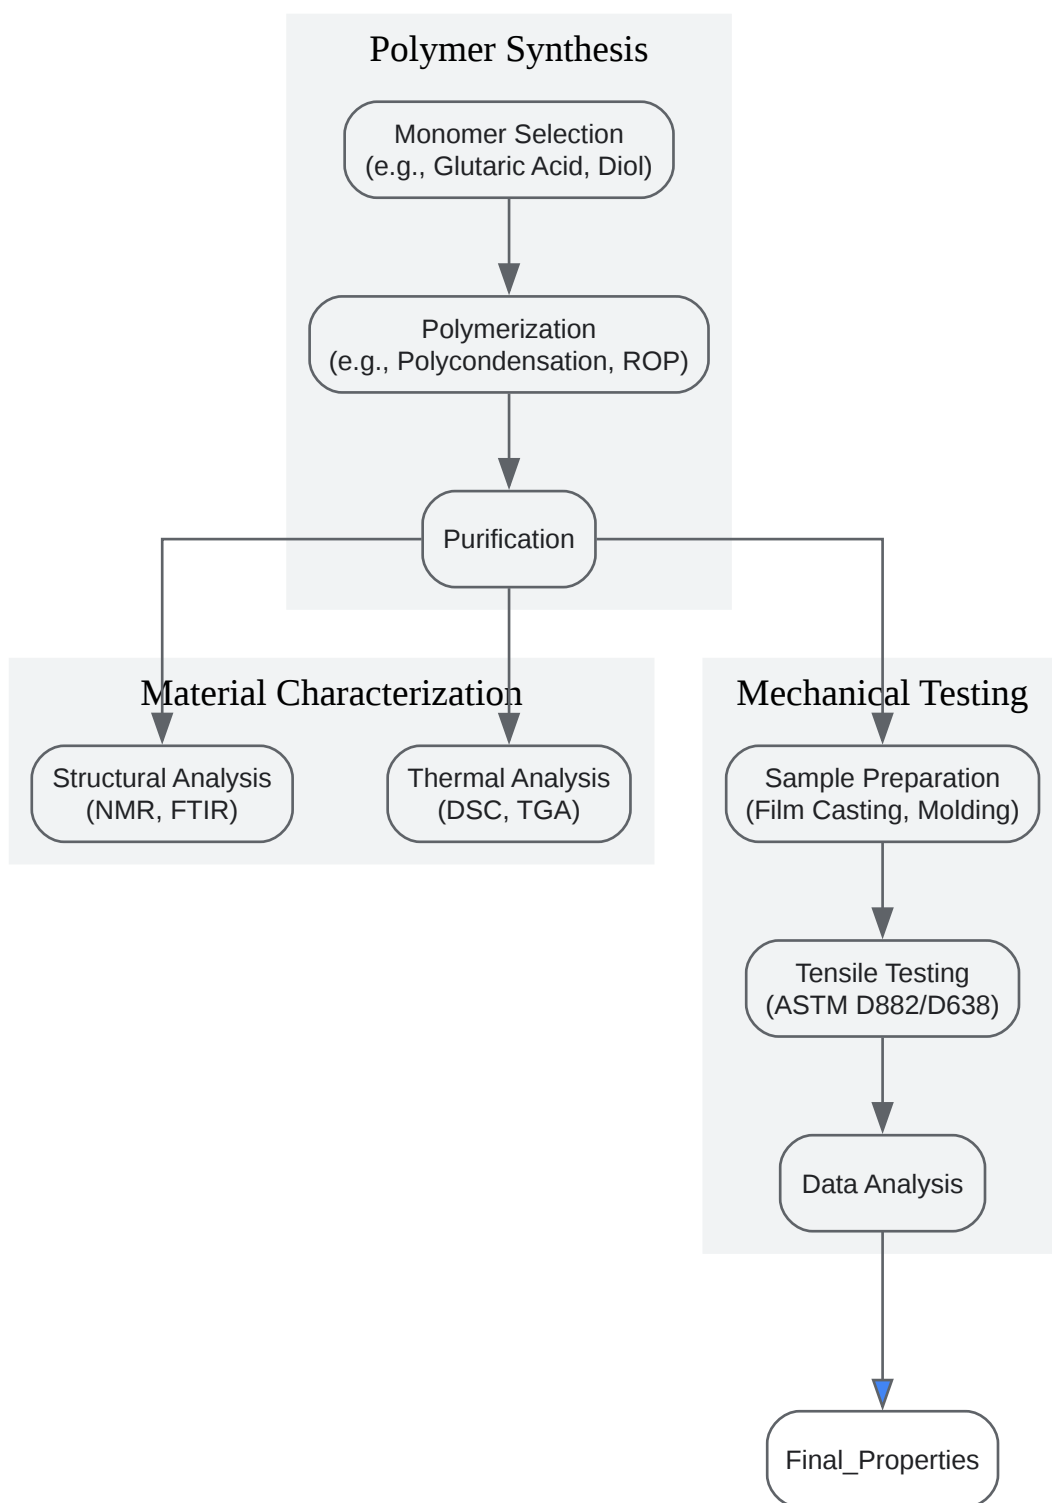 Polymer Synthesis
Monomer Selection
(e.g., Glutaric Acid, Diol)
Polymerization
(e.g., Polycondensation, ROP)
Purification
Material Characterization
Structural Analysis
(NMR, FTIR)
Thermal Analysis
(DSC, TGA)
Mechanical Testing
Sample Preparation
(Film Casting, Molding)
Tensile Testing
(ASTM D882/D638)
Data Analysis
Final_Properties